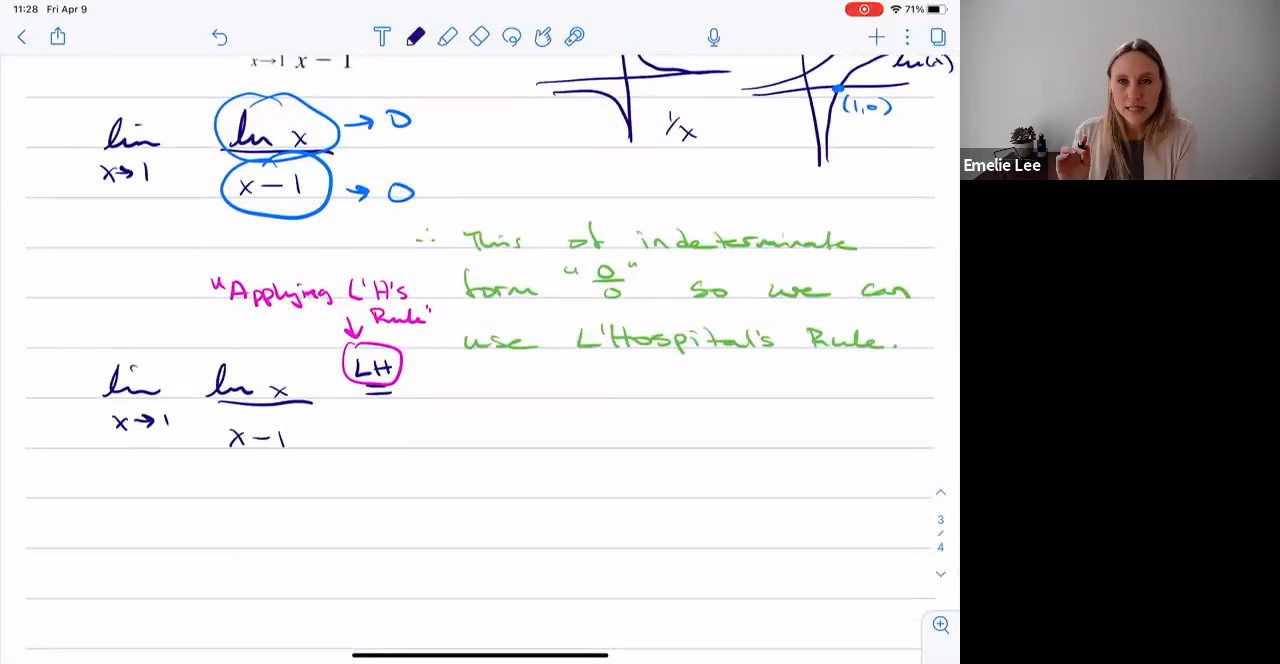 11:28 Fri Apr 9
71%
x→1 x − 1
ln(x)
(1,0)
1/x
lim ln x → 0
x→1 x − 1 → 0
∴ This of indeterminate
form "0/0" so we can
use L'Hospital's Rule.
"Applying L'H's
Rule"
LH
lim ln x =
x→1 x − 1
3
/
4
Emelie Lee